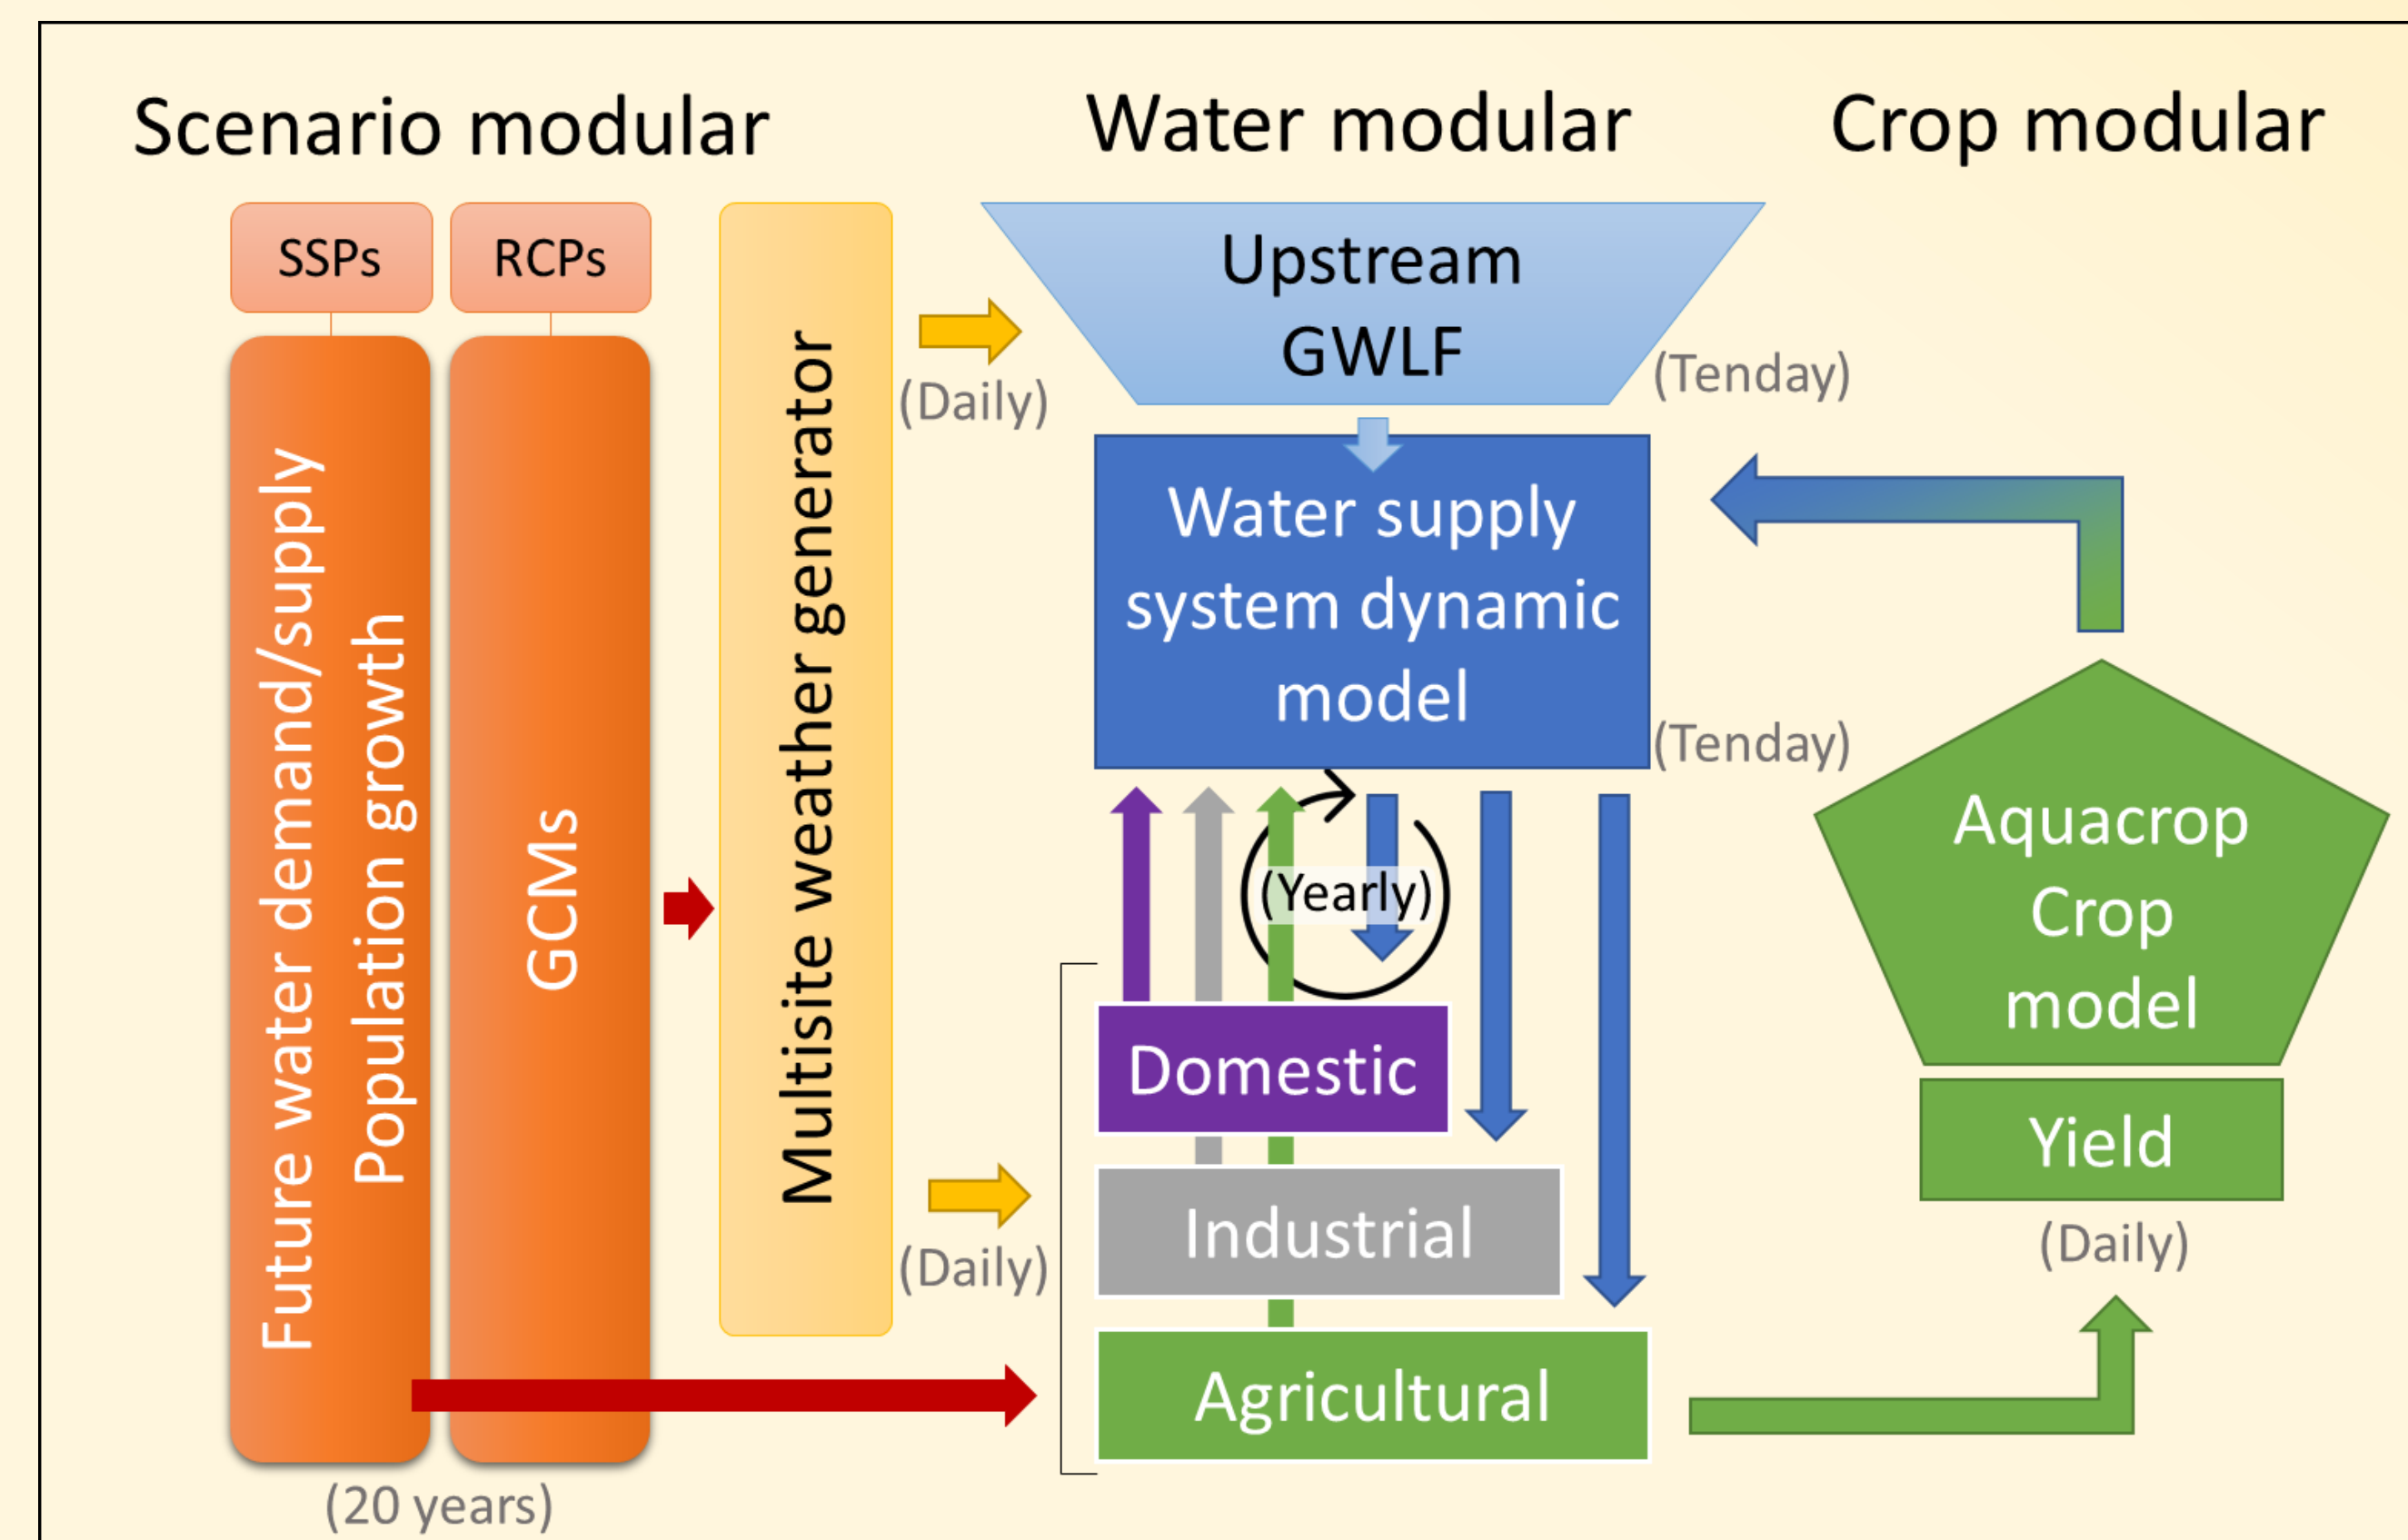 Scenario modular
Water modular
Crop modular
SSPs
RCPs
Future water demand/supply
Population growth
GCMs
(20 years)
Multisite weather generator
(Daily)
(Daily)
Upstream
GWLF
(Tenday)
Water supply
system dynamic
model
(Tenday)
(Yearly)
Domestic
Industrial
Agricultural
Aquacrop
Crop
model
Yield
(Daily)